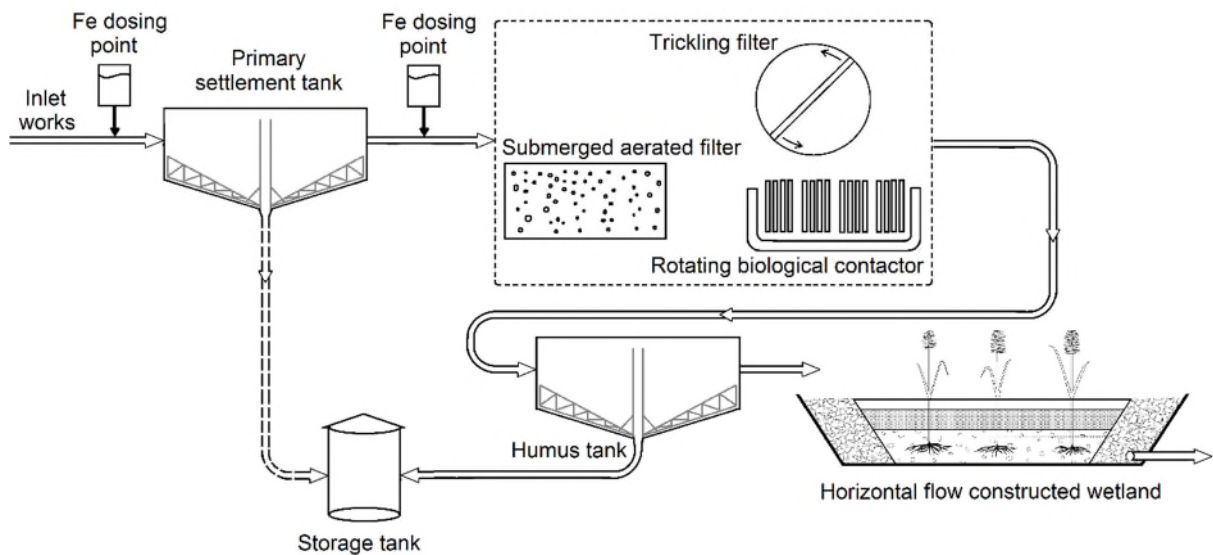 Fe dosing
point
Primary
settlement tank
Fe dosing
point
Inlet
works
Trickling filter
Submerged aerated filter
Rotating biological contactor
Humus tank
Storage tank
Horizontal flow constructed wetland